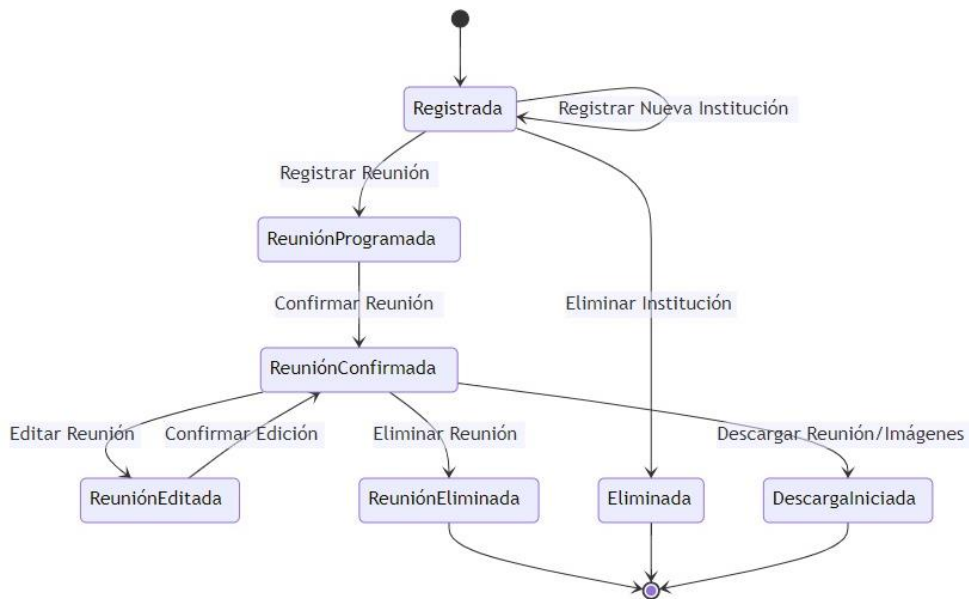 Registrada
Registrar Nueva Institución
Registrar Reunión
ReuniónProgramada
Confirmar Reunión
Eliminar Institución
ReuniónConfirmada
Editar Reunión
Confirmar Edición
Eliminar Reunión
Descargar Reunión/Imágenes
ReuniónEditada
ReuniónEliminada
Eliminada
DescargaIniciada